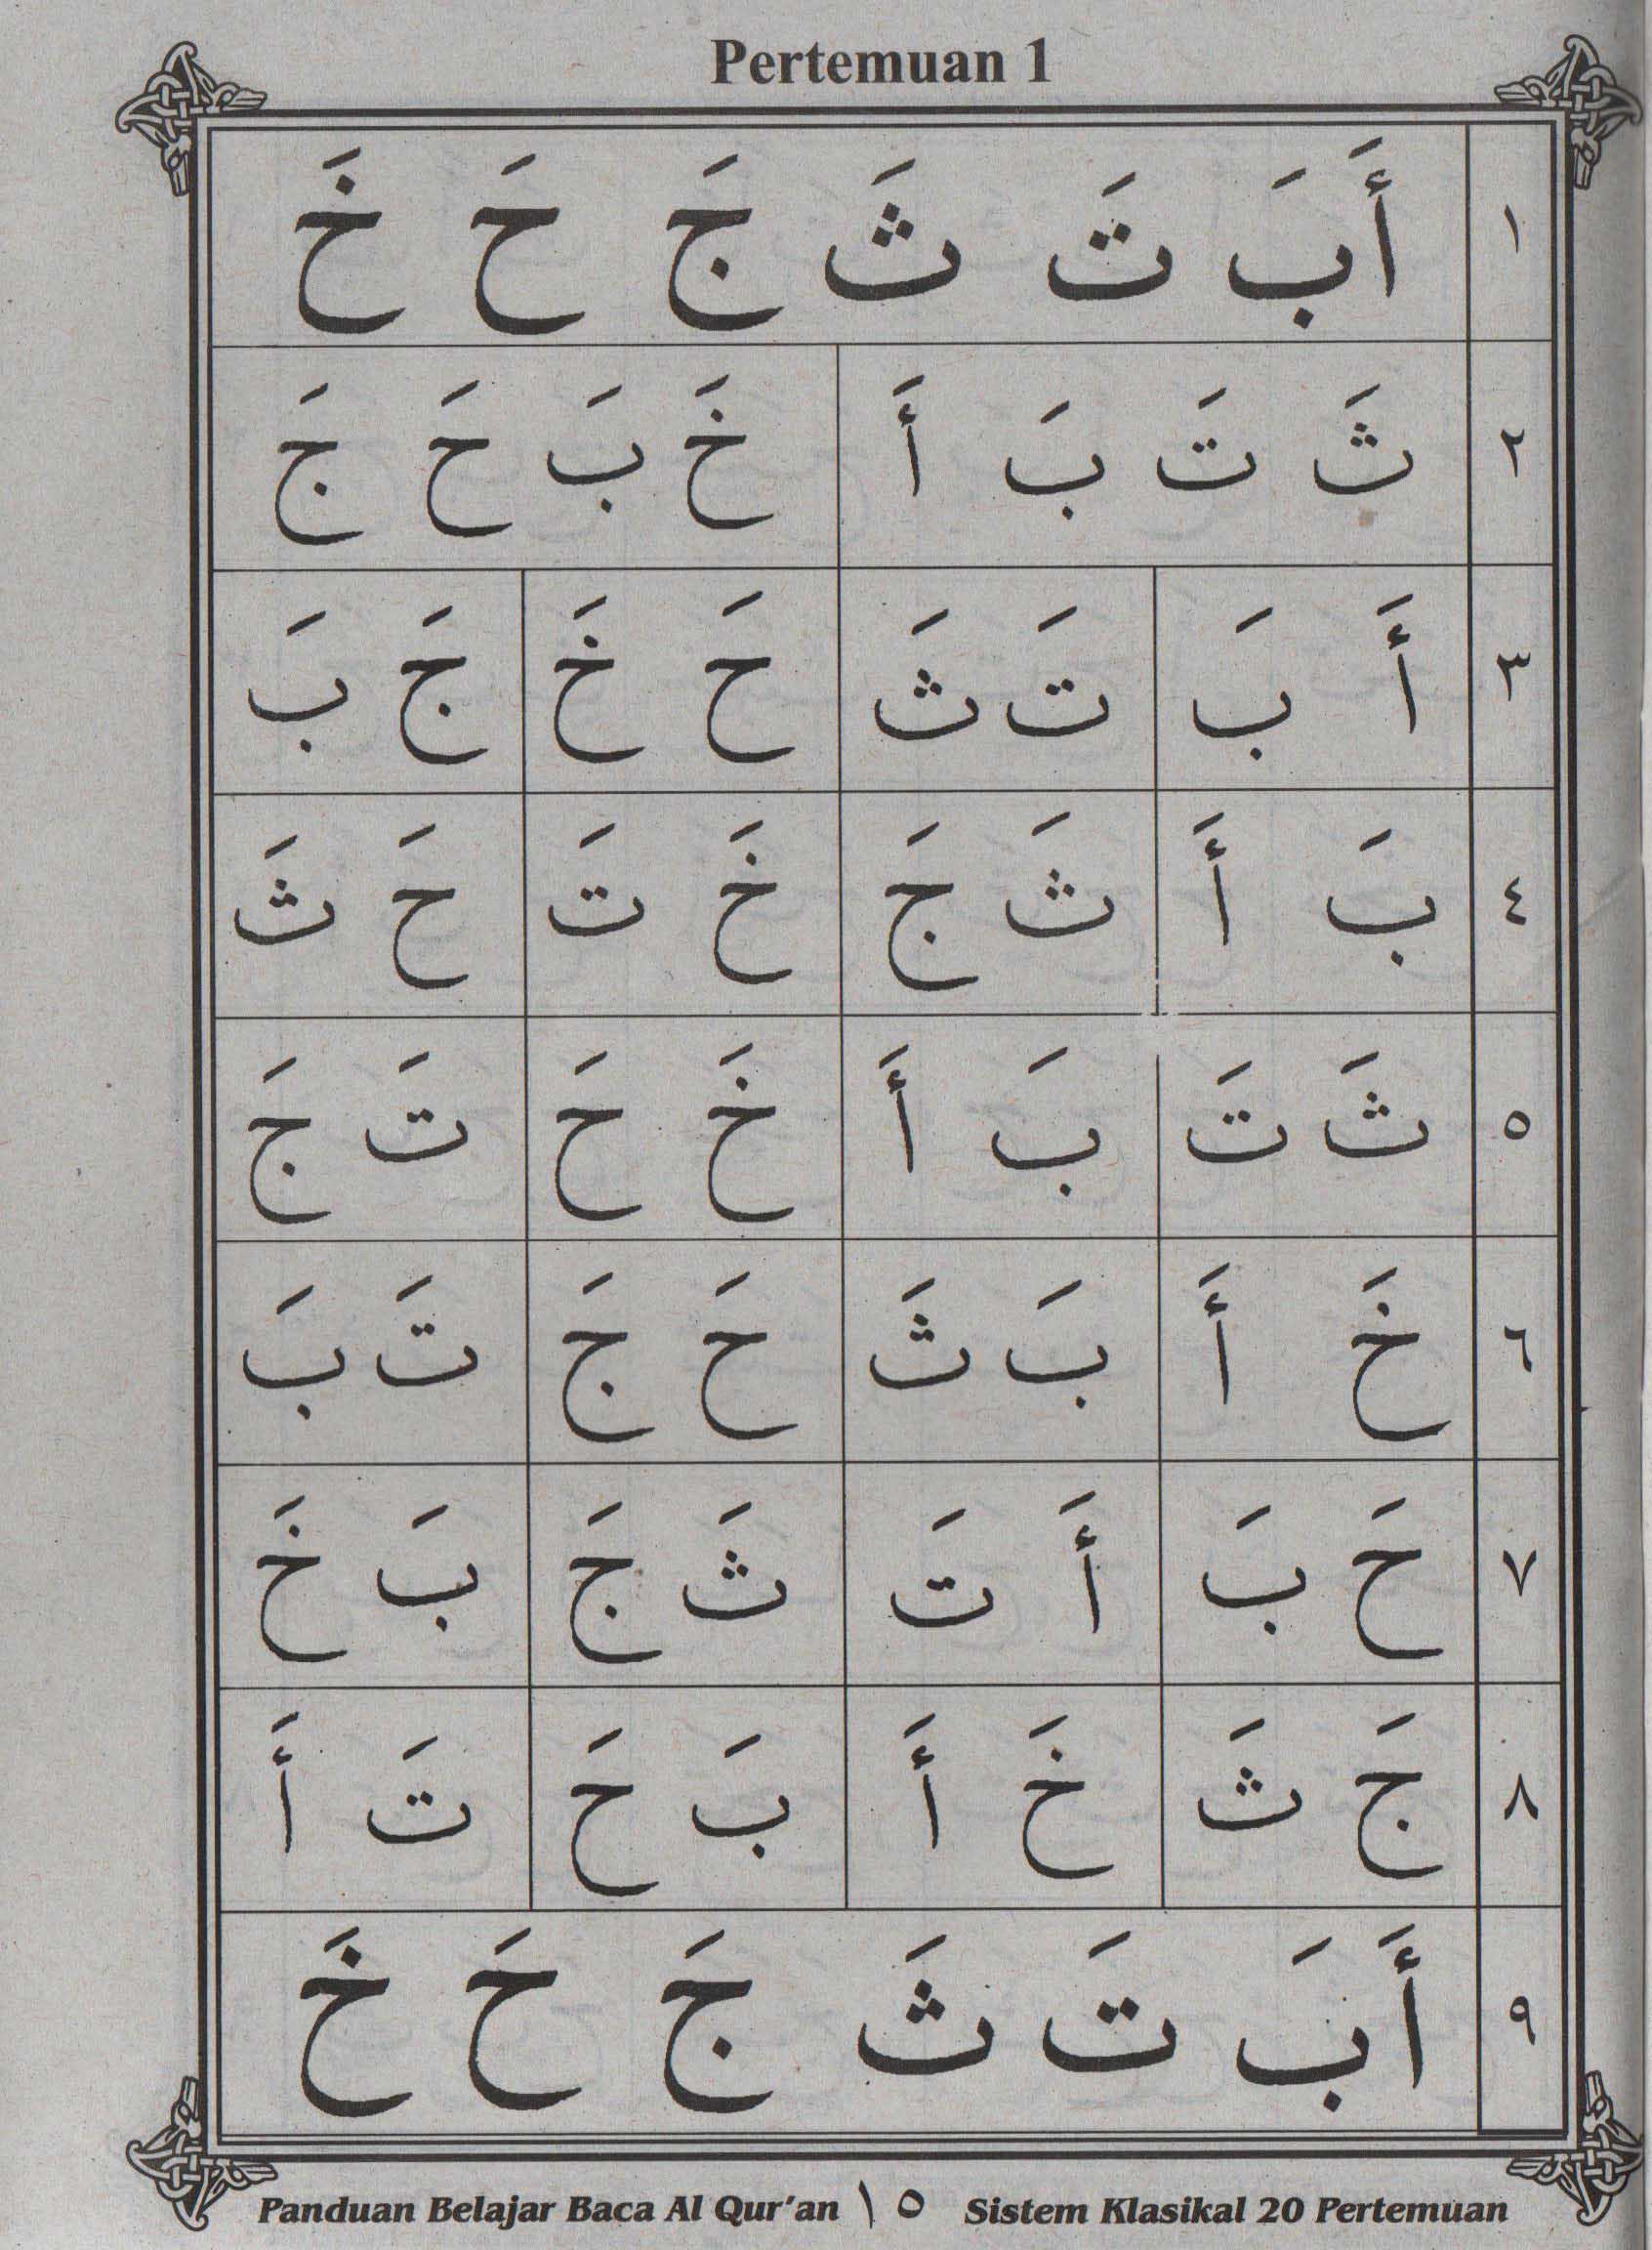 Pertemuan 1
١ أَ بَ تَ ثَ جَ حَ خَ
٢ ثَ تَ بَ أَ خَ بَ حَ جَ
٣ أَ بَ تَ ثَ حَ خَ جَ بَ
٤ بَ أَ ثَ جَ خَ تَ حَ ثَ
٥ ثَ تَ بَ أَ خَ حَ تَ جَ
٦ خَ أَ بَ ثَ حَ جَ تَ بَ
٧ حَ بَ أَ تَ ثَ جَ بَ خَ
٨ جَ ثَ خَ أَ بَ حَ تَ أَ
٩ أَ بَ تَ ثَ جَ حَ خَ
Panduan Belajar Baca Al Qur'an ١٥ Sistem Klasikal 20 Pertemuan